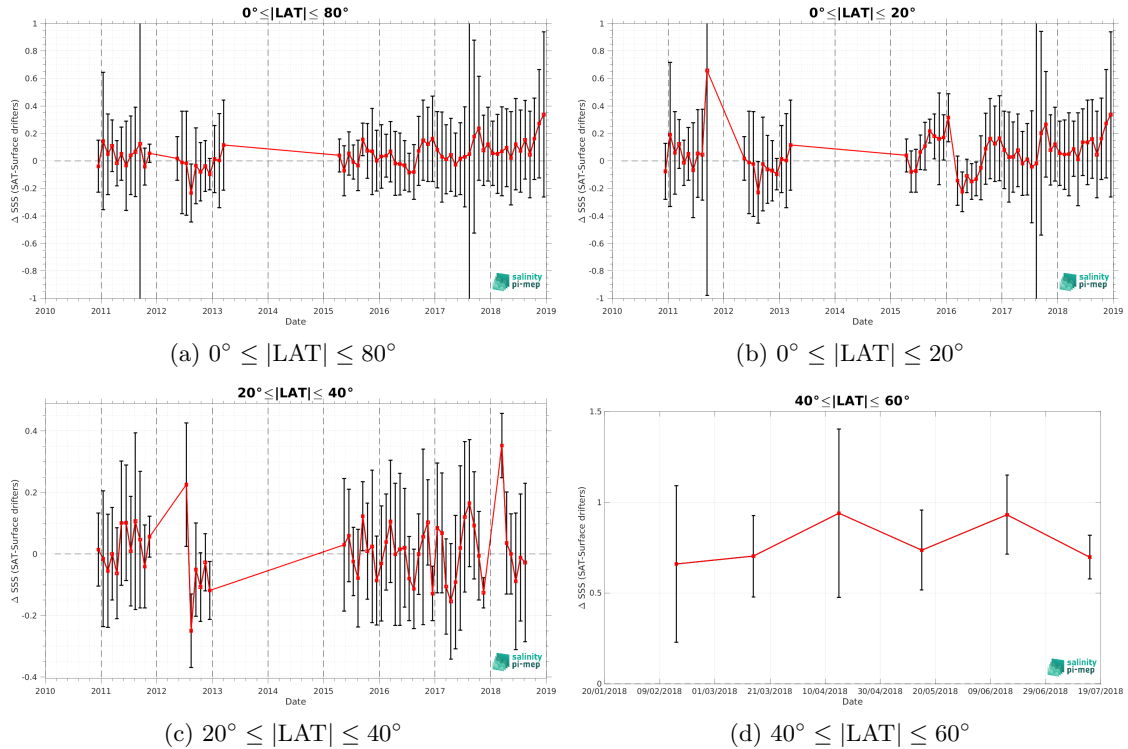 0°≤|LAT|≤ 80°
Δ SSS (SAT-Surface drifters)
1
0.8
0.6
0.4
0.2
0
-0.2
-0.4
-0.6
-0.8
-1
2010 2011 2012 2013 2014 2015 2016 2017 2018 2019
Date
salinity
pi-mep
(a) 0° ≤ |LAT| ≤ 80°
0°≤|LAT|≤ 20°
Δ SSS (SAT-Surface drifters)
1
0.8
0.6
0.4
0.2
0
-0.2
-0.4
-0.6
-0.8
-1
2010 2011 2012 2013 2014 2015 2016 2017 2018 2019
Date
salinity
pi-mep
(b) 0° ≤ |LAT| ≤ 20°
20°≤|LAT|≤ 40°
Δ SSS (SAT-Surface drifters)
0.4
0.2
0
-0.2
-0.4
2010 2011 2012 2013 2014 2015 2016 2017 2018 2019
Date
salinity
pi-mep
(c) 20° ≤ |LAT| ≤ 40°
40°≤|LAT|≤ 60°
Δ SSS (SAT-Surface drifters)
1.5
1
0.5
0
20/01/2018 09/02/2018 01/03/2018 21/03/2018 10/04/2018 30/04/2018 20/05/2018 09/06/2018 29/06/2018 19/07/2018
Date
salinity
pi-mep
(d) 40° ≤ |LAT| ≤ 60°